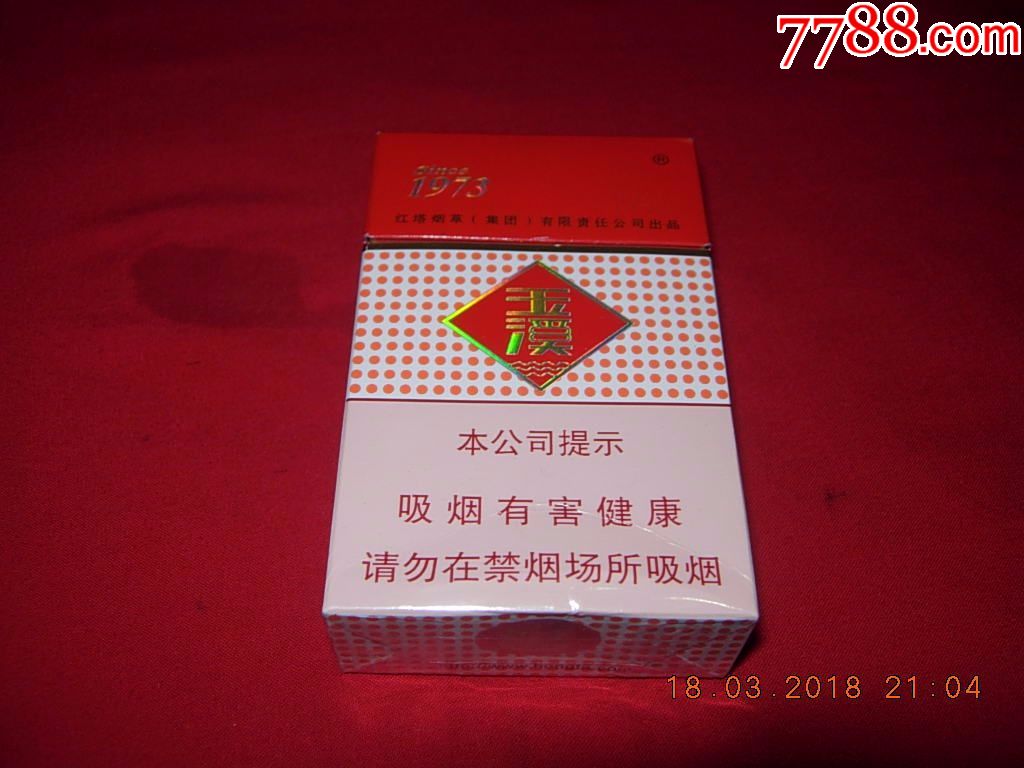 7788.com
Since
1973
®
红塔烟草(集团)有限责任公司出品
玉
溪
本公司提示
吸烟有害健康
请勿在禁烟场所吸烟
18.03.2018 21:04